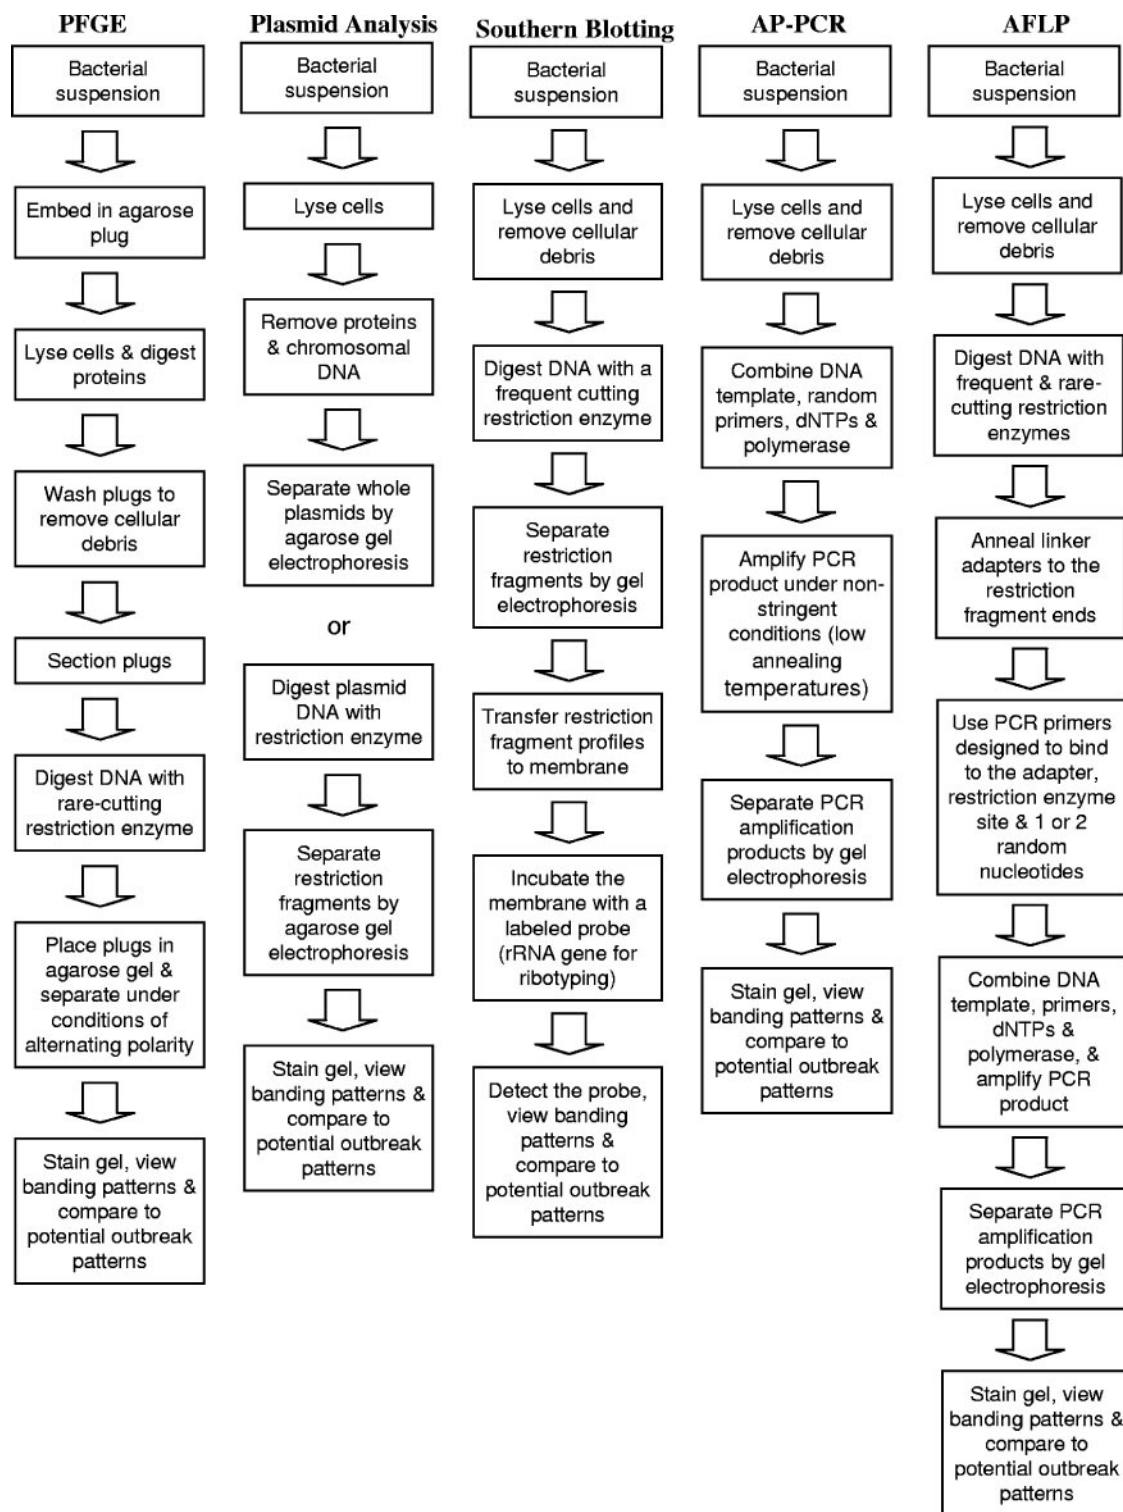 PFGE
Bacterial
suspension
Embed in agarose
plug
Lyse cells & digest
proteins
Wash plugs to
remove cellular
debris
Section plugs
Digest DNA with
rare-cutting
restriction enzyme
Place plugs in
agarose gel &
separate under
conditions of
alternating polarity
Stain gel, view
banding patterns &
compare to
potential outbreak
patterns
Plasmid Analysis
Bacterial
suspension
Lyse cells
Remove proteins
& chromosomal
DNA
Separate whole
plasmids by
agarose gel
electrophoresis
or
Digest plasmid
DNA with
restriction enzyme
Separate
restriction
fragments by
agarose gel
electrophoresis
Stain gel, view
banding patterns &
compare to
potential outbreak
patterns
Southern Blotting
Bacterial
suspension
Lyse cells and
remove cellular
debris
Digest DNA with a
frequent cutting
restriction enzyme
Separate
restriction
fragments by gel
electrophoresis
Transfer restriction
fragment profiles
to membrane
Incubate the
membrane with a
labeled probe
(rRNA gene for
ribotyping)
Detect the probe,
view banding
patterns &
compare to
potential outbreak
patterns
AP-PCR
Bacterial
suspension
Lyse cells and
remove cellular
debris
Combine DNA
template, random
primers, dNTPs &
polymerase
Amplify PCR
product under non-
stringent
conditions (low
annealing
temperatures)
Separate PCR
amplification
products by gel
electrophoresis
Stain gel, view
banding patterns &
compare to
potential outbreak
patterns
AFLP
Bacterial
suspension
Lyse cells and
remove cellular
debris
Digest DNA with
frequent & rare-
cutting restriction
enzymes
Anneal linker
adapters to the
restriction
fragment ends
Use PCR primers
designed to bind
to the adapter,
restriction enzyme
site & 1 or 2
random
nucleotides
Combine DNA
template, primers,
dNTPs &
polymerase, &
amplify PCR
product
Separate PCR
amplification
products by gel
electrophoresis
Stain gel, view
banding patterns &
compare to
potential outbreak
patterns